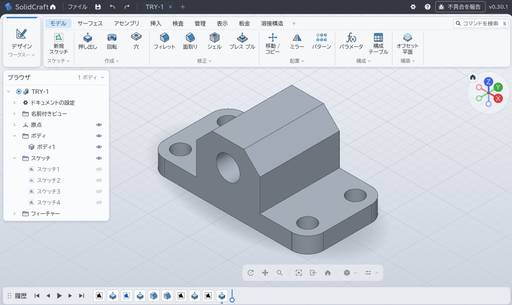 SolidCraft
ファイル
TRY-1
不具合を報告
v0.30.1
デザイン
モデル
サーフェス
アセンブリ
挿入
検査
管理
表示
板金
溶接構造
コマンドを検索
新規
スケッチ
押し出し
回転
穴
フィレット
面取り
シェル
プレス プル
移動/
コピー
ミラー
パターン
パラメータ
構成
テーブル
オフセット
平面
スケッチ
作成
修正
配置
構成
構築
ブラウザ
1 ボディ
TRY-1
ドキュメントの設定
名前付きビュー
原点
ボディ
ボディ1
スケッチ
スケッチ1
スケッチ2
スケッチ3
スケッチ4
フィーチャー
Z
Y
X
履歴